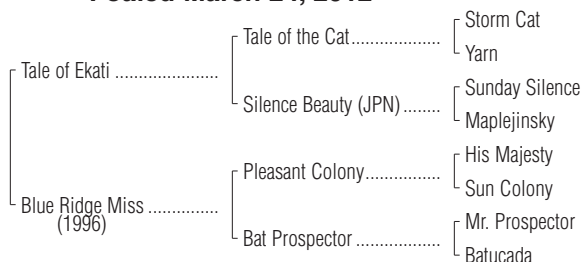 Foaled March 24, 2012
Storm Cat
Tale of the Cat....................
Yarn
Tale of Ekati .......................
Sunday Silence
Silence Beauty (JPN) ........
Maplejinsky
His Majesty
Pleasant Colony.................
Sun Colony
Blue Ridge Miss ................
(1996)
Mr. Prospector
Bat Prospector ...................
Batucada